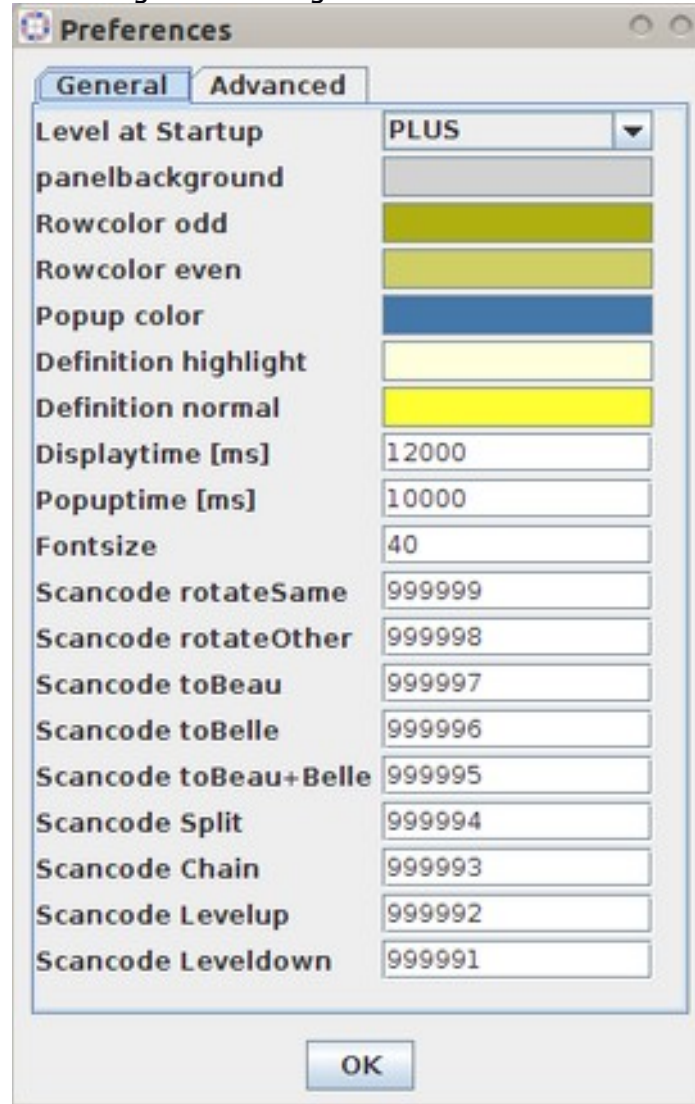 Preferences
General Advanced
Level at Startup PLUS
panelbackground
Rowcolor odd
Rowcolor even
Popup color
Definition highlight
Definition normal
Displaytime [ms] 12000
Popuptime [ms] 10000
Fontsize 40
Scancode rotateSame 999999
Scancode rotateOther 999998
Scancode toBeau 999997
Scancode toBelle 999996
Scancode toBeau+Belle 999995
Scancode Split 999994
Scancode Chain 999993
Scancode Levelup 999992
Scancode Leveldown 999991
OK